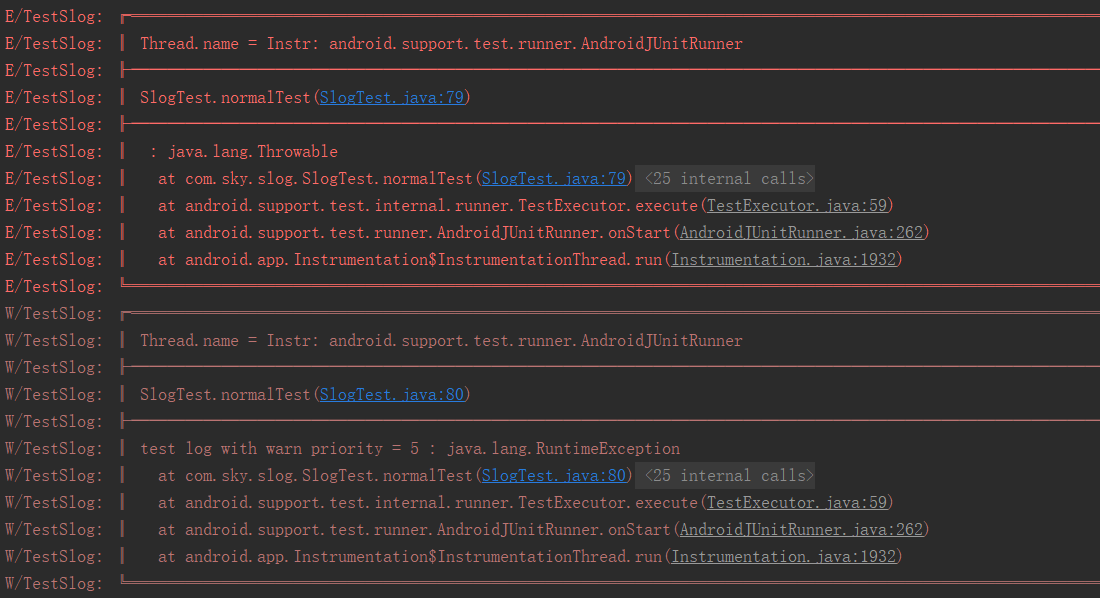 E/TestSlog: ╔══════════════════════════════
E/TestSlog: ║ Thread.name = Instr: android.support.test.runner.AndroidJUnitRunner
E/TestSlog: ╟──────────────────────────────
E/TestSlog: ║ SlogTest.normalTest(SlogTest.java:79)
E/TestSlog: ╟──────────────────────────────
E/TestSlog: ║  : java.lang.Throwable
E/TestSlog: ║   at com.sky.slog.SlogTest.normalTest(SlogTest.java:79) <25 internal calls>
E/TestSlog: ║   at android.support.test.internal.runner.TestExecutor.execute(TestExecutor.java:59)
E/TestSlog: ║   at android.support.test.runner.AndroidJUnitRunner.onStart(AndroidJUnitRunner.java:262)
E/TestSlog: ║   at android.app.Instrumentation$InstrumentationThread.run(Instrumentation.java:1932)
E/TestSlog: ╚══════════════════════════════
W/TestSlog: ╔══════════════════════════════
W/TestSlog: ║ Thread.name = Instr: android.support.test.runner.AndroidJUnitRunner
W/TestSlog: ╟──────────────────────────────
W/TestSlog: ║ SlogTest.normalTest(SlogTest.java:80)
W/TestSlog: ╟──────────────────────────────
W/TestSlog: ║ test log with warn priority = 5 : java.lang.RuntimeException
W/TestSlog: ║   at com.sky.slog.SlogTest.normalTest(SlogTest.java:80) <25 internal calls>
W/TestSlog: ║   at android.support.test.internal.runner.TestExecutor.execute(TestExecutor.java:59)
W/TestSlog: ║   at android.support.test.runner.AndroidJUnitRunner.onStart(AndroidJUnitRunner.java:262)
W/TestSlog: ║   at android.app.Instrumentation$InstrumentationThread.run(Instrumentation.java:1932)
W/TestSlog: ╚══════════════════════════════